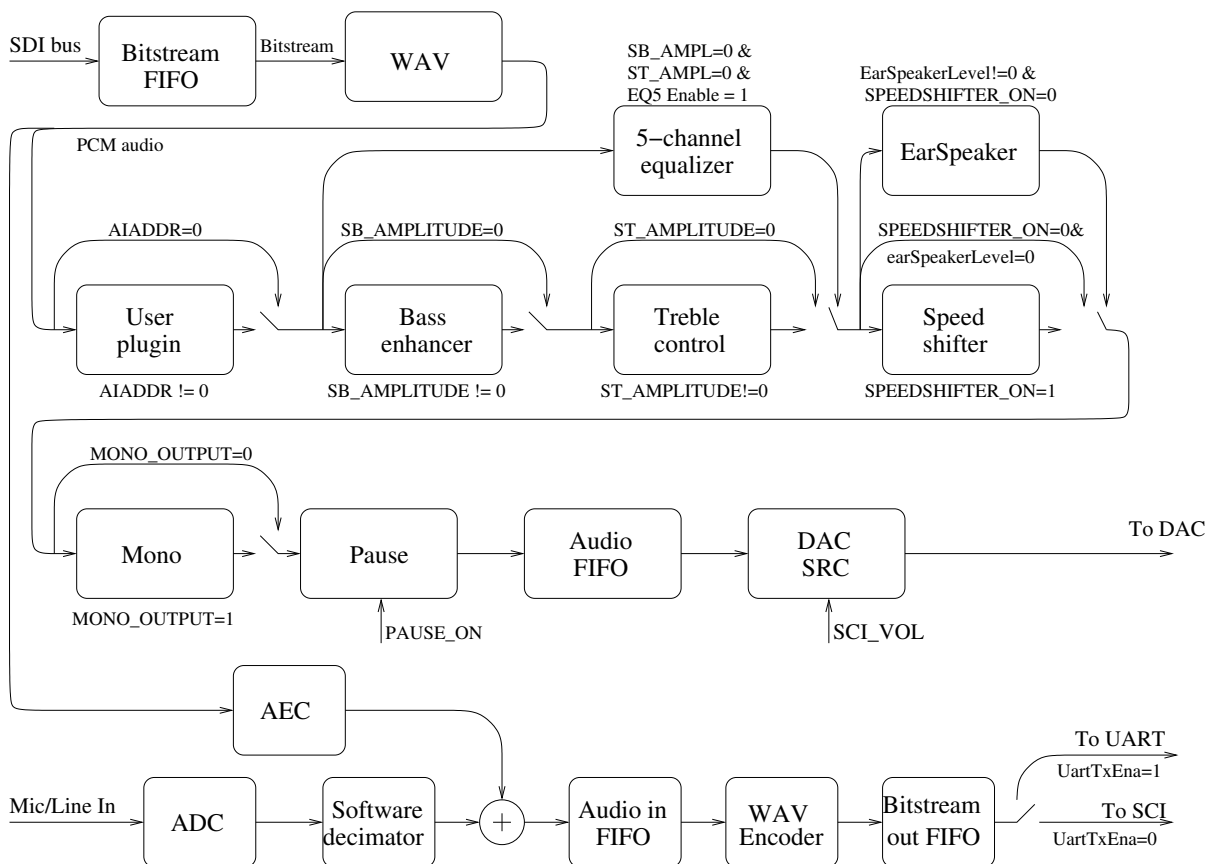 SDI bus
Bitstream
FIFO
Bitstream
WAV
SB_AMPL=0 &
ST_AMPL=0 &
EQ5 Enable = 1
EarSpeakerLevel!=0 &
SPEEDSHIFTER_ON=0
PCM audio
5−channel
equalizer
EarSpeaker
AIADDR=0
SB_AMPLITUDE=0
ST_AMPLITUDE=0
SPEEDSHIFTER_ON=0&
earSpeakerLevel=0
User
plugin
Bass
enhancer
Treble
control
Speed
shifter
AIADDR != 0
SB_AMPLITUDE != 0
ST_AMPLITUDE!=0
SPEEDSHIFTER_ON=1
MONO_OUTPUT=0
Mono
Pause
Audio
FIFO
DAC
SRC
To DAC
MONO_OUTPUT=1
PAUSE_ON
SCI_VOL
AEC
Mic/Line In
ADC
Software
decimator
+
Audio in
FIFO
WAV
Encoder
Bitstream
out FIFO
To UART
UartTxEna=1
To SCI
UartTxEna=0